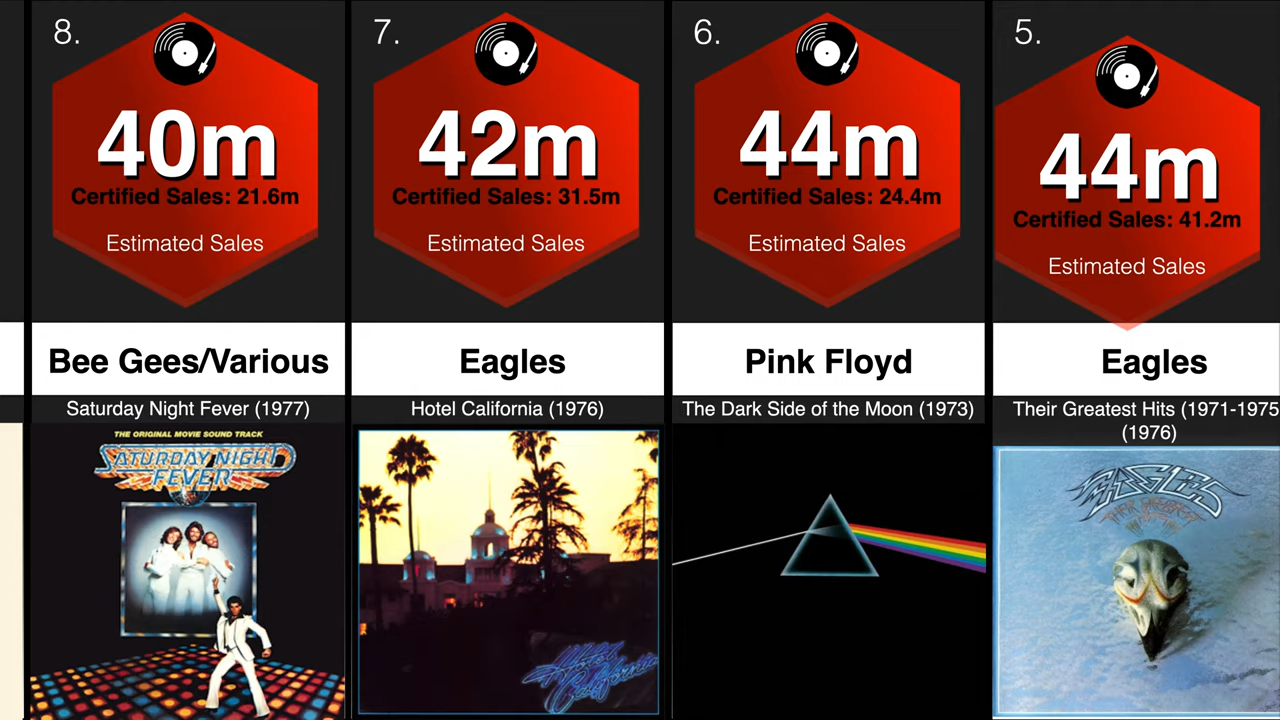 8.
40m
Certified Sales: 21.6m
Estimated Sales
Bee Gees/Various
Saturday Night Fever (1977)
THE ORIGINAL MOVIE SOUND TRACK
SATURDAY NIGHT
FEVER
7.
42m
Certified Sales: 31.5m
Estimated Sales
Eagles
Hotel California (1976)
Hotel
California
6.
44m
Certified Sales: 24.4m
Estimated Sales
Pink Floyd
The Dark Side of the Moon (1973)
5.
44m
Certified Sales: 41.2m
Estimated Sales
Eagles
Their Greatest Hits (1971-1975
(1976)
EAGLES
THEIR GREATEST